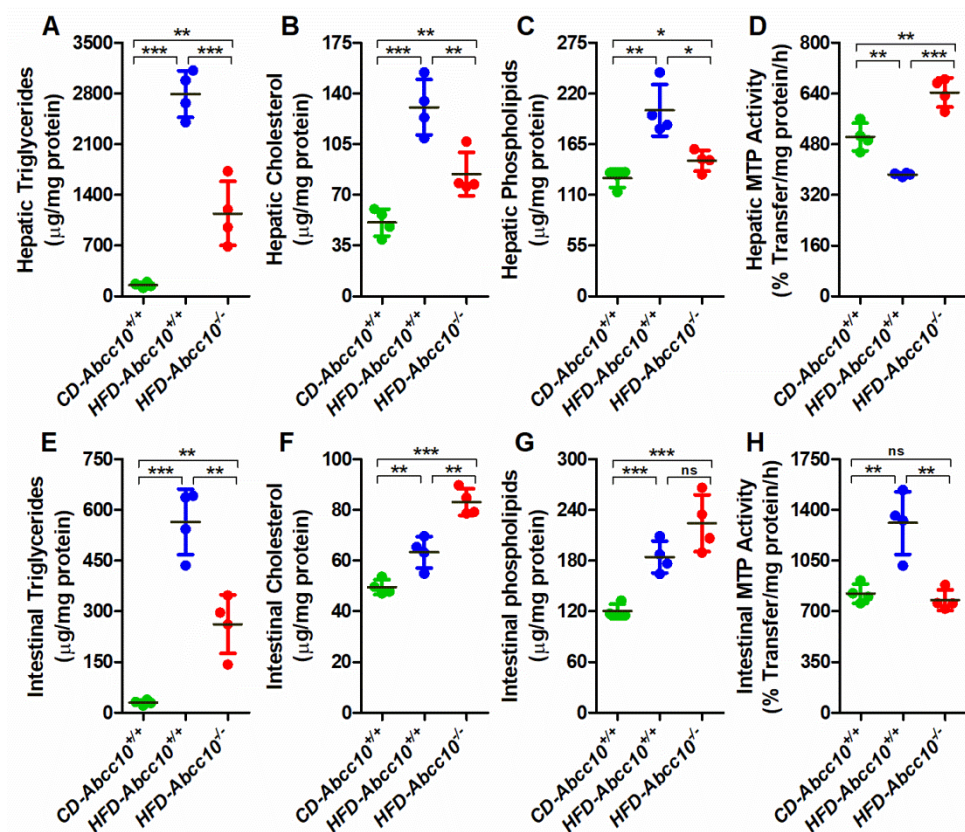 A
**
*** ***
3500
2800
2100
1400
700
0
Hepatic Triglycerides
(μg/mg protein)
CD-Abcc10+/+
HFD-Abcc10+/+
HFD-Abcc10-/-
B
**
*** **
175
140
105
70
35
0
Hepatic Cholesterol
(μg/mg protein)
CD-Abcc10+/+
HFD-Abcc10+/+
HFD-Abcc10-/-
C
*
** *
275
220
165
110
55
0
Hepatic Phospholipids
(μg/mg protein)
CD-Abcc10+/+
HFD-Abcc10+/+
HFD-Abcc10-/-
D
**
** ***
800
640
480
320
160
0
Hepatic MTP Activity
(% Transfer/mg protein/h)
CD-Abcc10+/+
HFD-Abcc10+/+
HFD-Abcc10-/-
E
**
*** **
750
600
450
300
150
0
Intestinal Triglycerides
(μg/mg protein)
CD-Abcc10+/+
HFD-Abcc10+/+
HFD-Abcc10-/-
F
***
** **
100
80
60
40
20
0
Intestinal Cholesterol
(μg/mg protein)
CD-Abcc10+/+
HFD-Abcc10+/+
HFD-Abcc10-/-
G
***
*** ns
300
240
180
120
60
0
Intestinal phospholipids
(μg/mg protein)
CD-Abcc10+/+
HFD-Abcc10+/+
HFD-Abcc10-/-
H
ns
** **
1750
1400
1050
700
350
0
Intestinal MTP Activity
(% Transfer/mg protein/h)
CD-Abcc10+/+
HFD-Abcc10+/+
HFD-Abcc10-/-